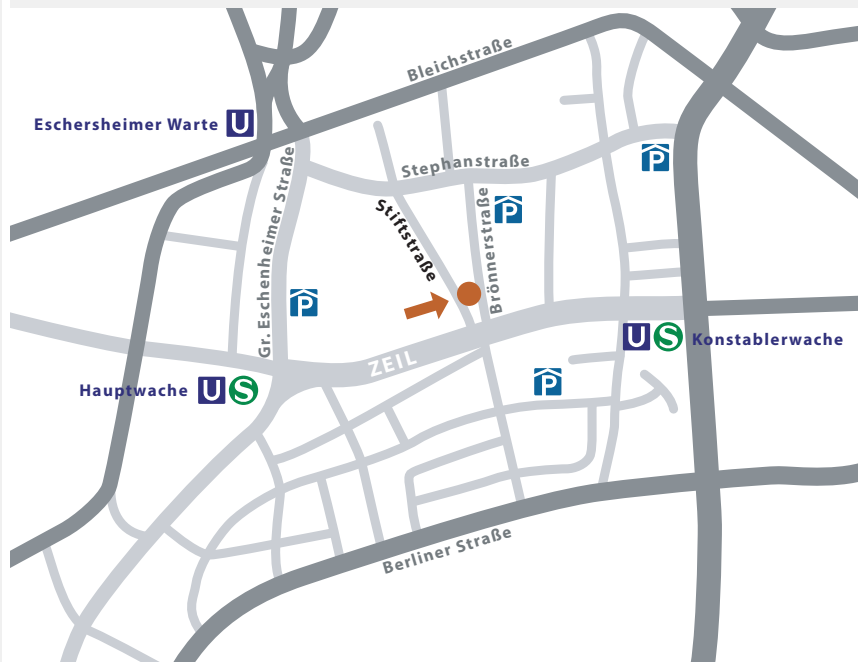 Bleichstraße
Eschersheimer Warte U
Stephanstraße
P
Gr. Eschenheimer Straße
Stiftstraße
Brönnerstraße
P
P
U S Konstablerwache
ZEIL
Hauptwache U S
P
Berliner Straße